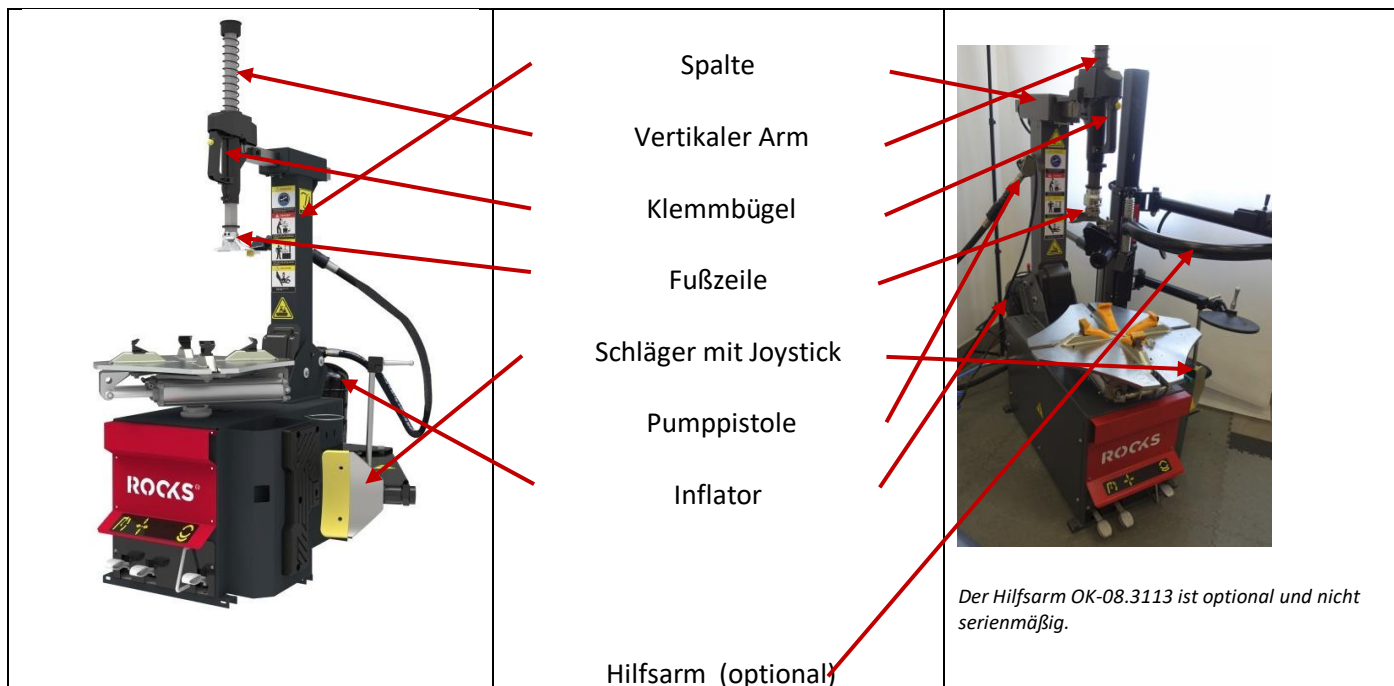 Spalte
Vertikaler Arm
Klemmbügel
Fußzeile
Schläger mit Joystick
Pumppistole
Inflator
Hilfsarm (optional)
ROCKS®
ROCKS
Der Hilfsarm OK-08.3113 ist optional und nicht
serienmäßig.